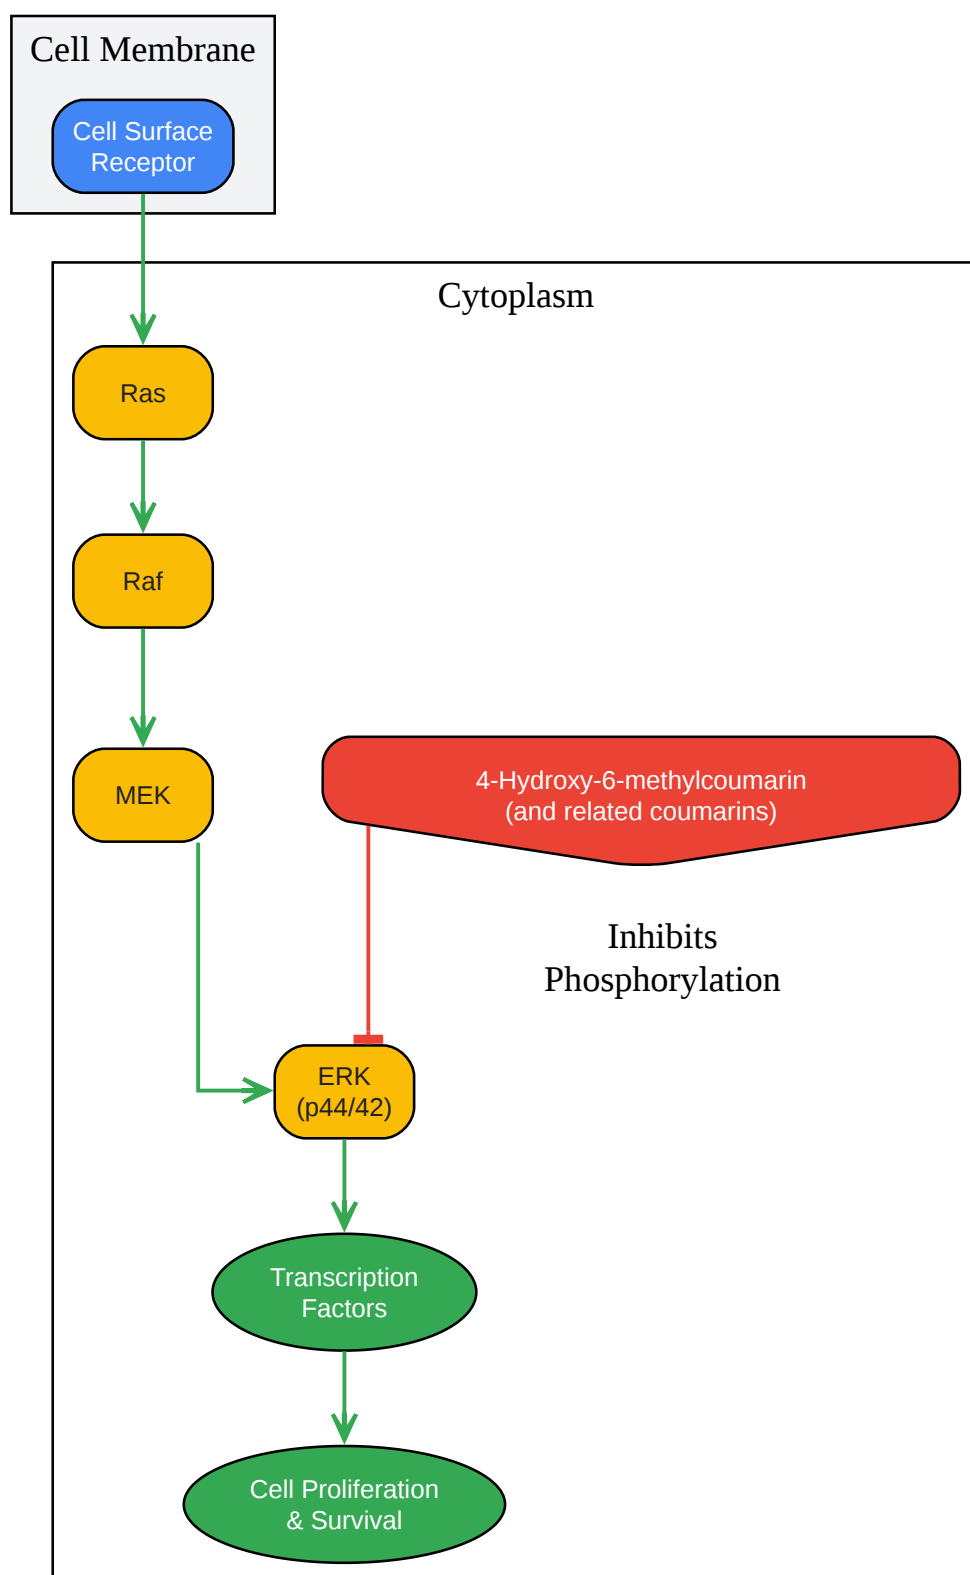 Cell Membrane
Cell Surface
Receptor
Cytoplasm
Ras
Raf
MEK
4-Hydroxy-6-methylcoumarin
(and related coumarins)
Inhibits
Phosphorylation
ERK
(p44/42)
Transcription
Factors
Cell Proliferation
& Survival